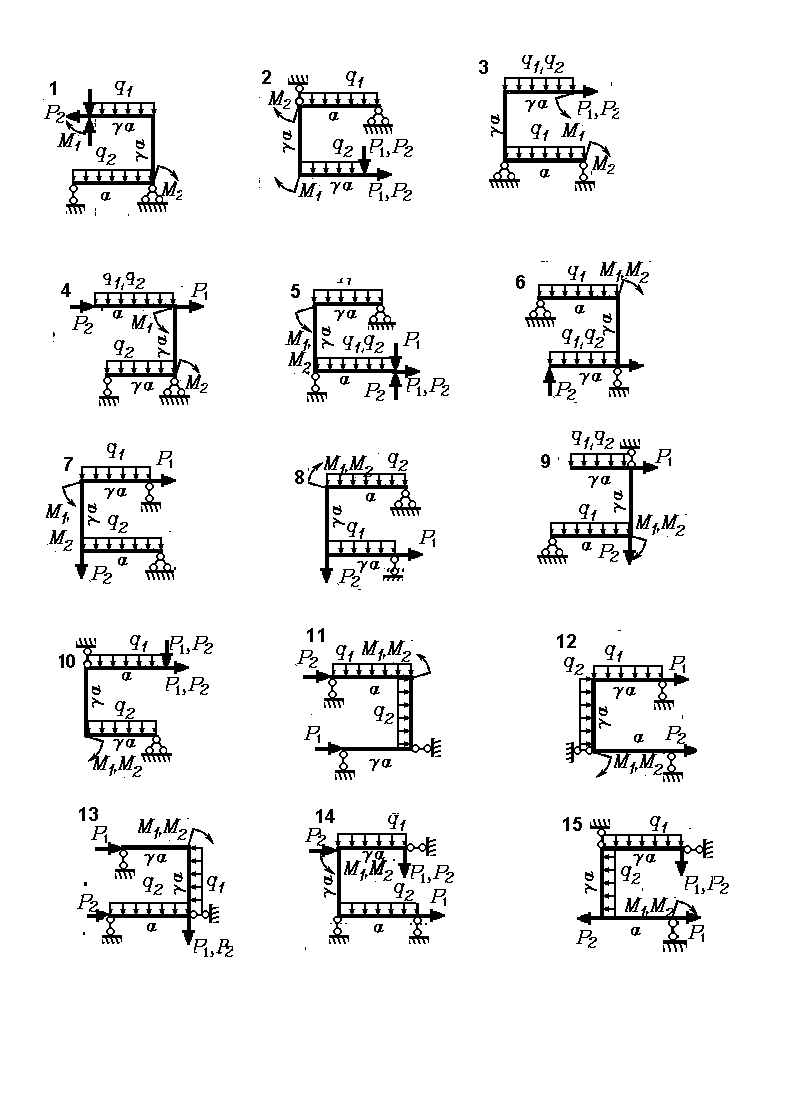 1
q₁
P₂
M₁
γa
γa
q₂
a
M₂
2
q₁
M₂
a
γa
q₂ P₁, P₂
γa
M₁
P₁, P₂
3
q₁, q₂
γa
P₁, P₂
γa
M₁
q₁
a
M₂
4
q₁, q₂
P₁
P₂
a
M₁
γa
q₂
a
M₂
5
γa
M₁,
M₂
γa
P₁
q₁, q₂
a
P₂
P₁, P₂
6
q₁
M₁, M₂
a
γa
q₁, q₂
γa
P₂
7
q₁
P₁
γa
M₁,
M₂
γa
q₂
a
P₂
8
M₁, M₂
q₂
a
γa
q₁
P₁
γa
P₂
9
q₁, q₂
P₁
γa
γa
q₁
M₁, M₂
a
P₂
10
q₁
P₁, P₂
a
P₁, P₂
γa
q₂
γa
M₁, M₂
11
q₁
M₁, M₂
P₂
a
q₂
P₁
γa
12
q₂
q₁
P₁
γa
γa
a
P₂
M₁, M₂
13
M₁, M₂
P₁
γa
γa
q₂
q₁
P₂
a
P₁, P₂
14
q₁
P₂
γa
M₁, M₂
P₁, P₂
γa
q₂
P₁
a
15
q₁
γa
γa
q₂
P₁, P₂
M₁, M₂
P₂
a
P₁